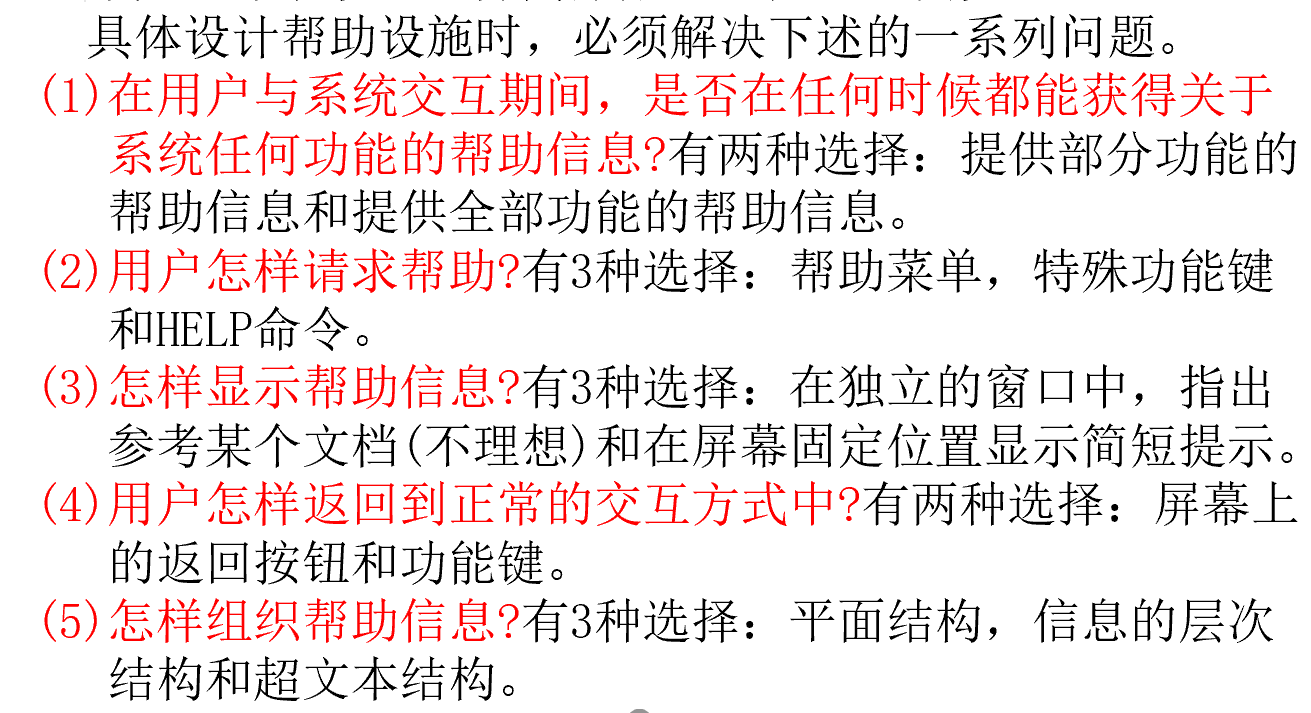 具体设计帮助设施时，必须解决下述的一系列问题。
(1)在用户与系统交互期间，是否在任何时候都能获得关于
系统任何功能的帮助信息?有两种选择：提供部分功能的
帮助信息和提供全部功能的帮助信息。
(2)用户怎样请求帮助?有3种选择：帮助菜单，特殊功能键
和HELP命令。
(3)怎样显示帮助信息?有3种选择：在独立的窗口中，指出
参考某个文档(不理想)和在屏幕固定位置显示简短提示。
(4)用户怎样返回到正常的交互方式中?有两种选择：屏幕上
的返回按钮和功能键。
(5)怎样组织帮助信息?有3种选择：平面结构，信息的层次
结构和超文本结构。